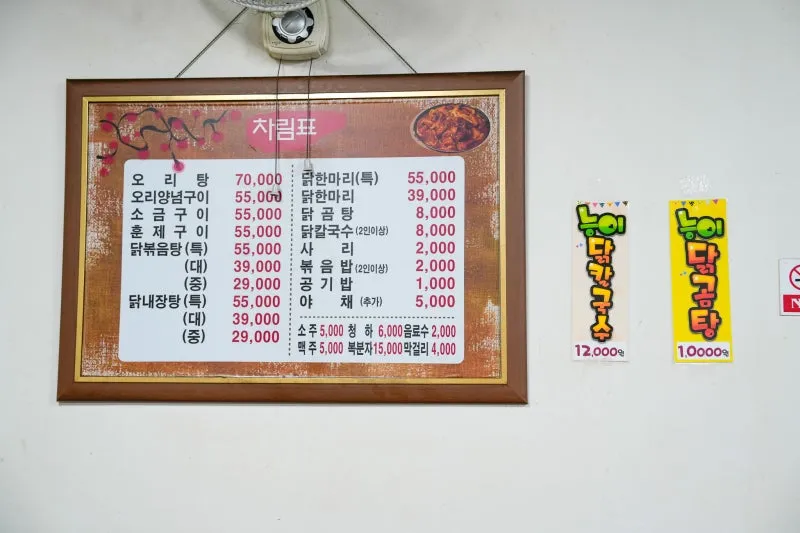 차림표
오 리 탕 70,000
오리양념구이 55,000
소 금 구 이 55,000
훈 제 구 이 55,000
닭볶음탕 (특) 55,000
(대) 39,000
(중) 29,000
닭내장탕 (특) 55,000
(대) 39,000
(중) 29,000
닭한마리(특) 55,000
닭한마리 39,000
닭 곰 탕 8,000
닭칼국수 (2인이상) 8,000
사 리 2,000
볶 음 밥 (2인이상) 2,000
공 기 밥 1,000
야 채 (추가) 5,000
소 주 5,000 청 하 6,000 음료수 2,000
맥 주 5,000 복분자 15,000 막걸리 4,000
능이
닭칼국수
12,000원
능이
닭곰탕
1,0000원
N